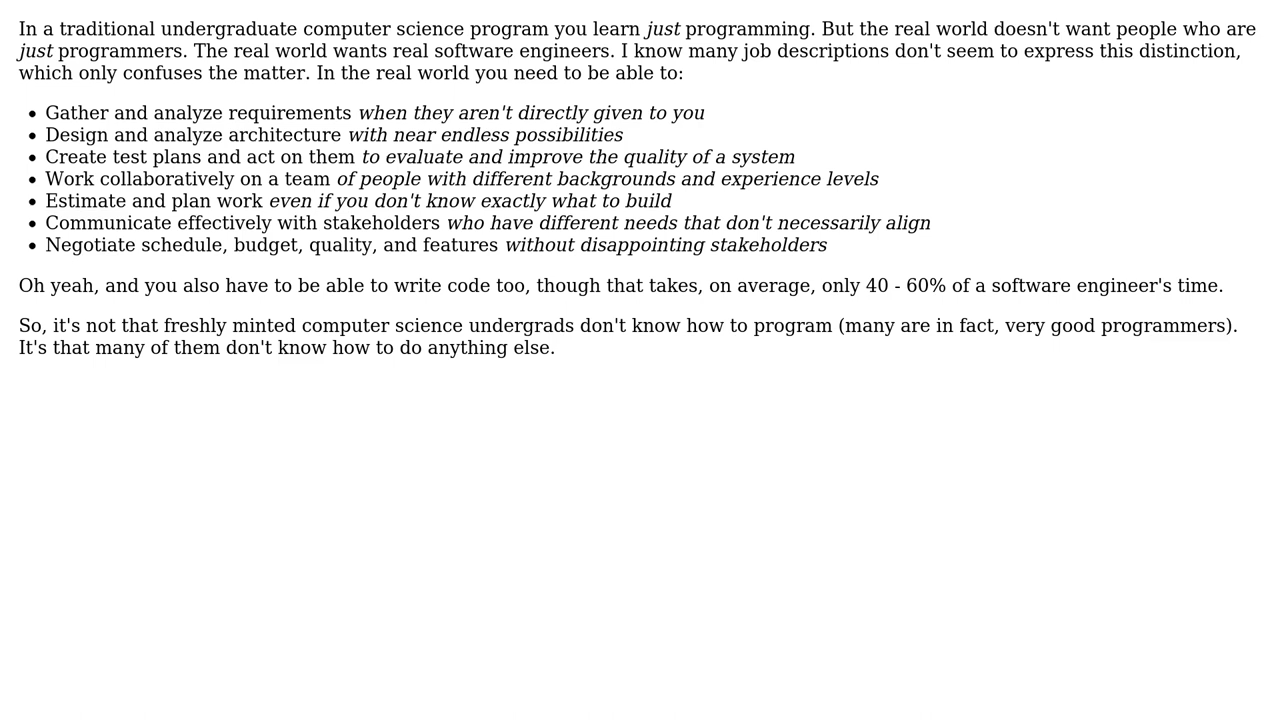 In a traditional undergraduate computer science program you learn just programming. But the real world doesn't want people who are
just programmers. The real world wants real software engineers. I know many job descriptions don't seem to express this distinction,
which only confuses the matter. In the real world you need to be able to:
• Gather and analyze requirements when they aren't directly given to you
• Design and analyze architecture with near endless possibilities
• Create test plans and act on them to evaluate and improve the quality of a system
• Work collaboratively on a team of people with different backgrounds and experience levels
• Estimate and plan work even if you don't know exactly what to build
• Communicate effectively with stakeholders who have different needs that don't necessarily align
• Negotiate schedule, budget, quality, and features without disappointing stakeholders
Oh yeah, and you also have to be able to write code too, though that takes, on average, only 40 - 60% of a software engineer's time.
So, it's not that freshly minted computer science undergrads don't know how to program (many are in fact, very good programmers).
It's that many of them don't know how to do anything else.